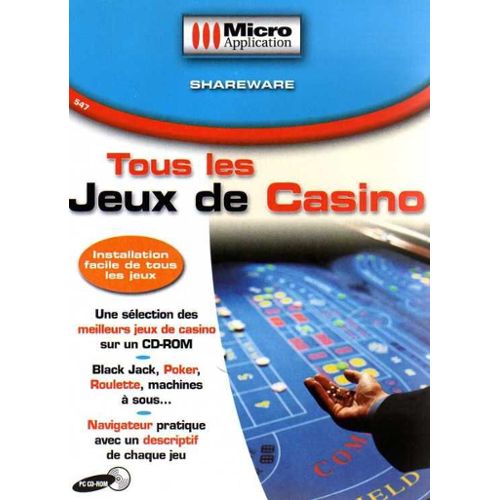 Micro
Application
SHAREWARE
547
Tous les
Jeux de Casino
Installation
facile de tous
les jeux
Une sélection des
meilleurs jeux de casino
sur un CD-ROM
Black Jack, Poker,
Roulette, machines
à sous...
Navigateur pratique
avec un descriptif
de chaque jeu
PC CD-ROM
COM
FIELD